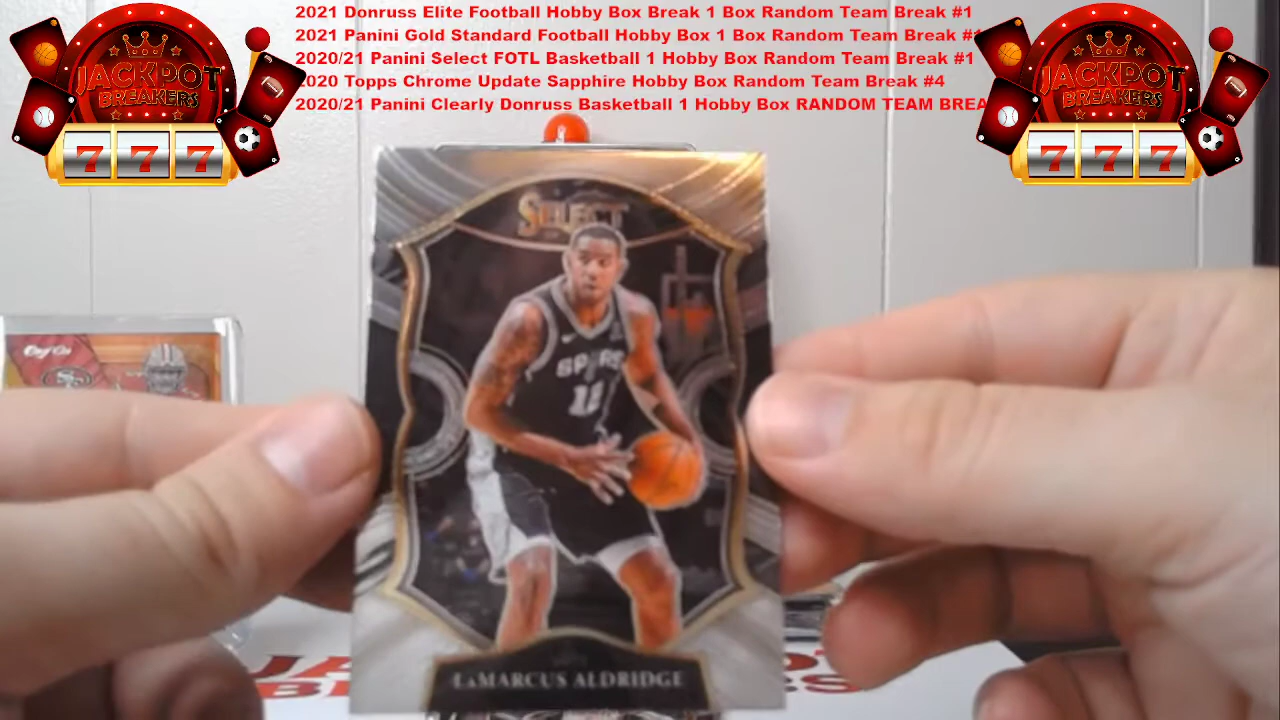 2021 Donruss Elite Football Hobby Box Break 1 Box Random Team Break #1
2021 Panini Gold Standard Football Hobby Box 1 Box Random Team Break #
2020/21 Panini Select FOTL Basketball 1 Hobby Box Random Team Break #1
2020 Topps Chrome Update Sapphire Hobby Box Random Team Break #4
2020/21 Panini Clearly Donruss Basketball 1 Hobby Box RANDOM TEAM BREA
JACKPOT
BREAKERS
7 7 7
JACKPOT
BREAKERS
7 7 7
SELECT
SPURS
12
LaMARCUS ALDRIDGE